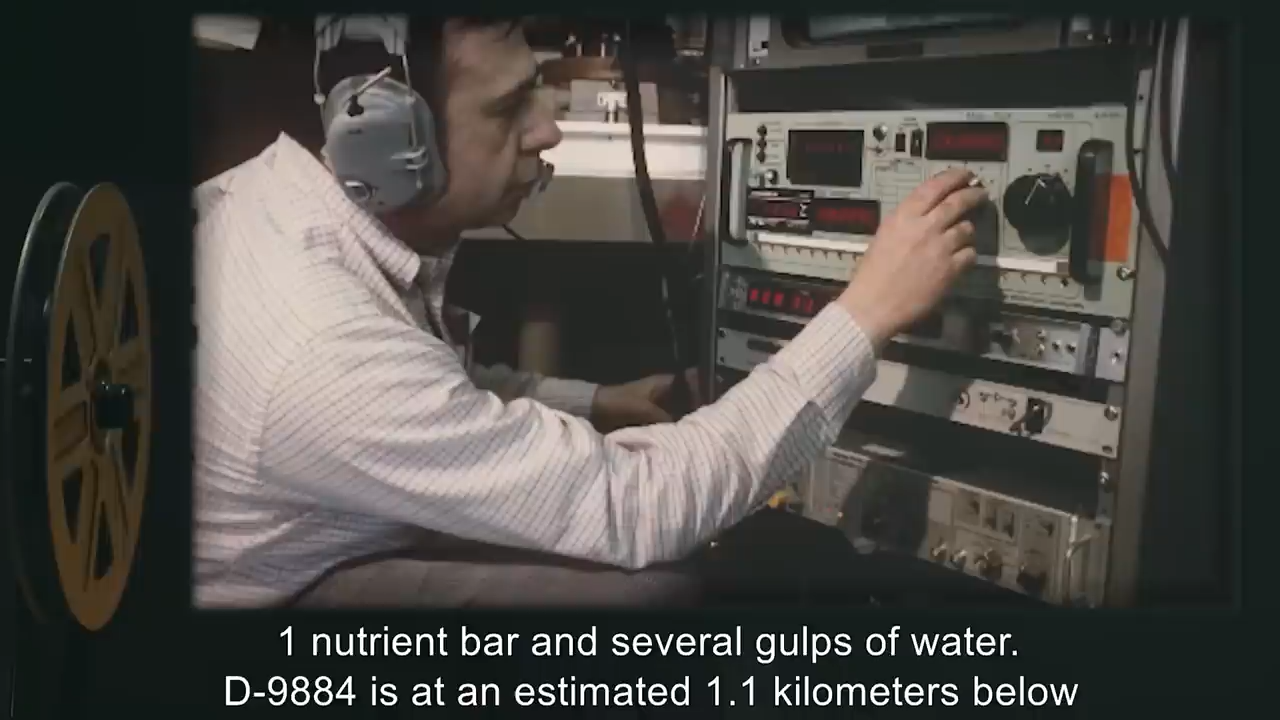 1 nutrient bar and several gulps of water.
D-9884 is at an estimated 1.1 kilometers below